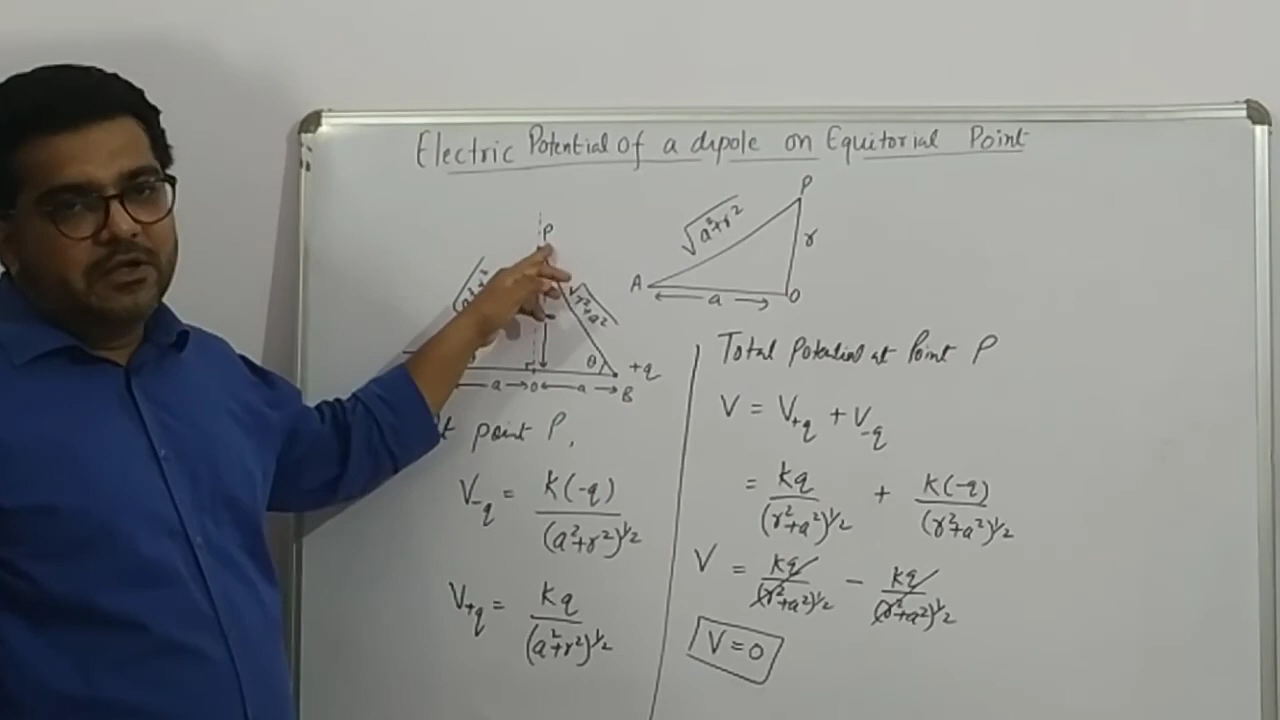 Electric Potential of a dipole on Equitorial Point
P
√r²+a²
θ
+q
a
O
a
B
P
√a²+r²
r
A
a
O
point P,
V₋q = K(-q) / (a²+r²)^1/2
V₊q = Kq / (a²+r²)^1/2
Total Potential at Point P
V = V₊q + V₋q
= Kq / (r²+a²)^1/2 + K(-q) / (r²+a²)^1/2
V = Kq / (r²+a²)^1/2 - Kq / (r²+a²)^1/2
V=0